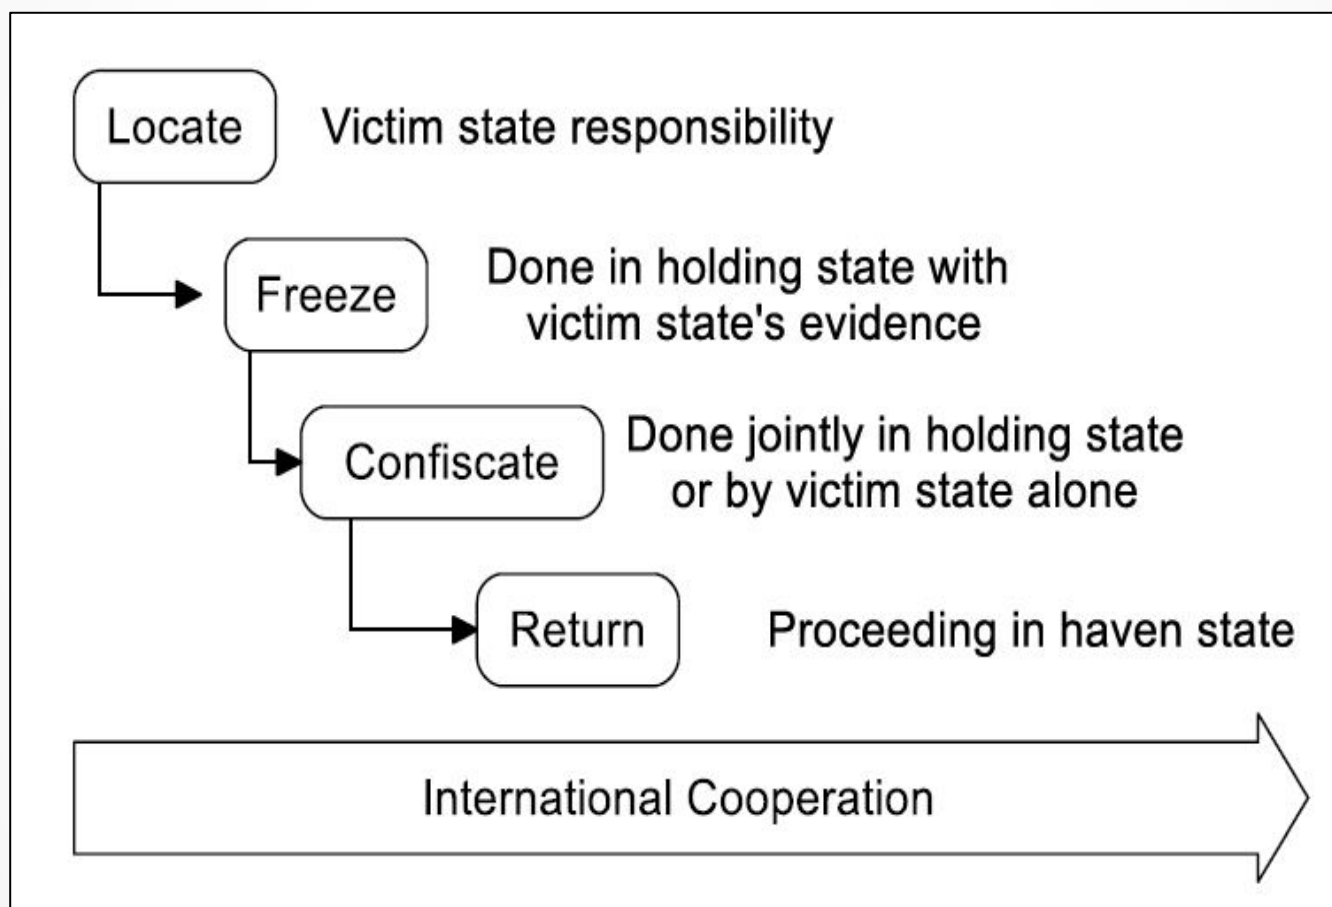 Locate
Victim state responsibility
Freeze
Done in holding state with
victim state's evidence
Confiscate
Done jointly in holding state
or by victim state alone
Return
Proceeding in haven state
International Cooperation